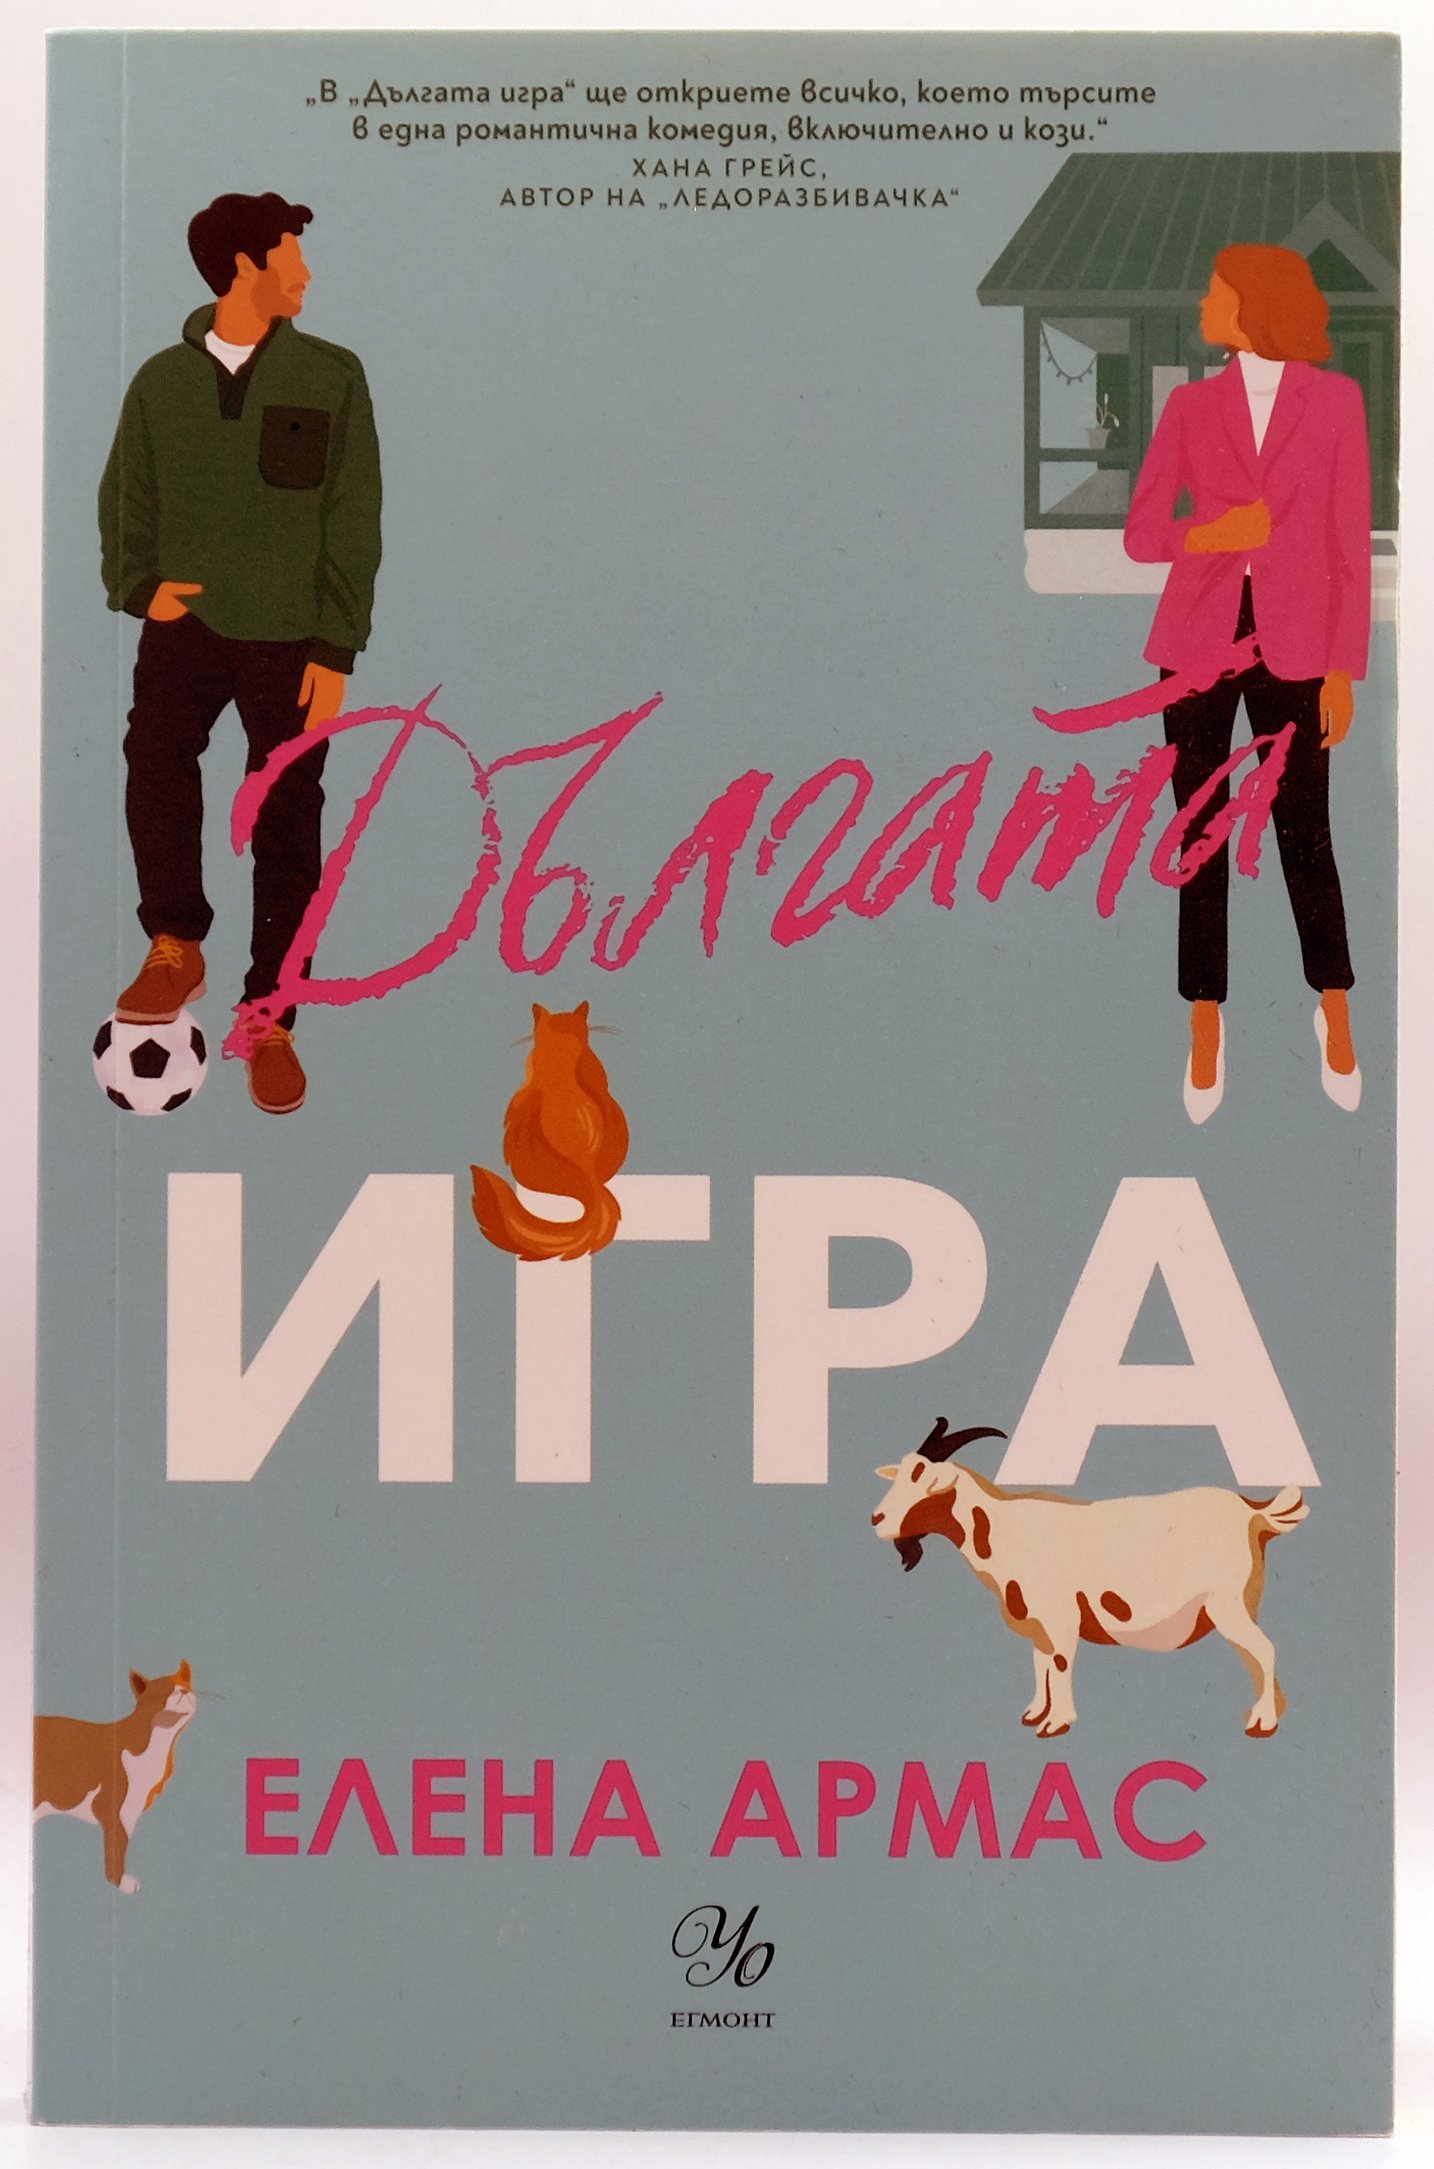 „В „Дългата игра“ ще откриете всичко, което търсите
в една романтична комедия, включително и кози.“
ХАНА ГРЕЙС,
АВТОР НА „ЛЕДОРАЗБИВАЧКА“
Дългата
ИГРА
ЕЛЕНА АРМАС
УО
ЕГМОНТ